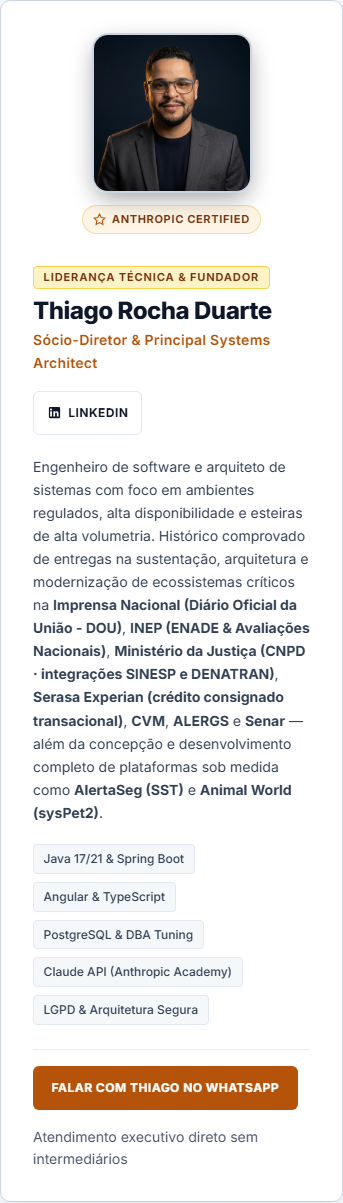 ANTHROPIC CERTIFIED
LIDERANÇA TÉCNICA & FUNDADOR
Thiago Rocha Duarte
Sócio-Diretor & Principal Systems
Architect
LINKEDIN
Engenheiro de software e arquiteto de
sistemas com foco em ambientes
regulados, alta disponibilidade e esteiras
de alta volumetria. Histórico comprovado
de entregas na sustentação, arquitetura e
modernização de ecossistemas críticos
na Imprensa Nacional (Diário Oficial da
União - DOU), INEP (ENADE & Avaliações
Nacionais), Ministério da Justiça (CNPD
· integrações SINESP e DENATRAN),
Serasa Experian (crédito consignado
transacional), CVM, ALERGS e Senar —
além da concepção e desenvolvimento
completo de plataformas sob medida
como AlertaSeg (SST) e Animal World
(sysPet2).
Java 17/21 & Spring Boot
Angular & TypeScript
PostgreSQL & DBA Tuning
Claude API (Anthropic Academy)
LGPD & Arquitetura Segura
FALAR COM THIAGO NO WHATSAPP
Atendimento executivo direto sem
intermediários